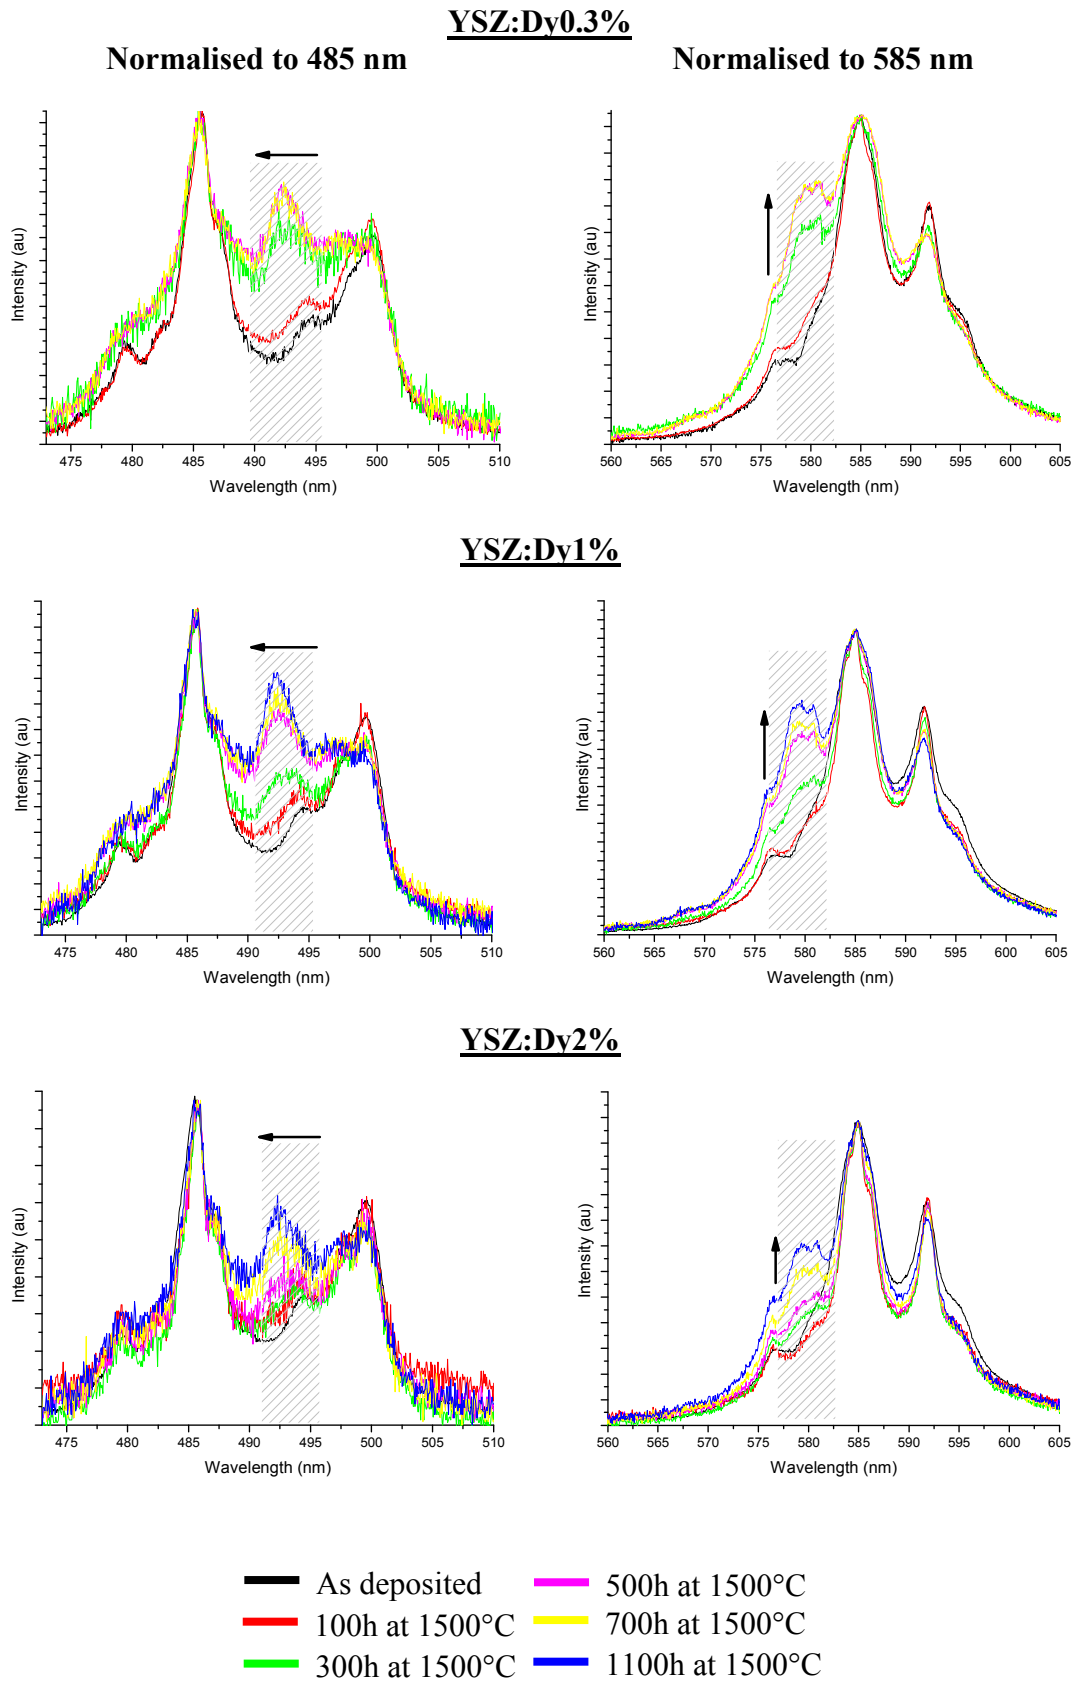 YSZ:Dy0.3%
Normalised to 485 nm
Normalised to 585 nm
Intensity (au)
475 480 485 490 495 500 505 510
Wavelength (nm)
Intensity (au)
560 565 570 575 580 585 590 595 600 605
Wavelength (nm)
YSZ:Dy1%
Intensity (au)
475 480 485 490 495 500 505 510
Wavelength (nm)
Intensity (au)
560 565 570 575 580 585 590 595 600 605
Wavelength (nm)
YSZ:Dy2%
Intensity (au)
475 480 485 490 495 500 505 510
Wavelength (nm)
Intensity (au)
560 565 570 575 580 585 590 595 600 605
Wavelength (nm)
As deposited
100h at 1500°C
300h at 1500°C
500h at 1500°C
700h at 1500°C
1100h at 1500°C